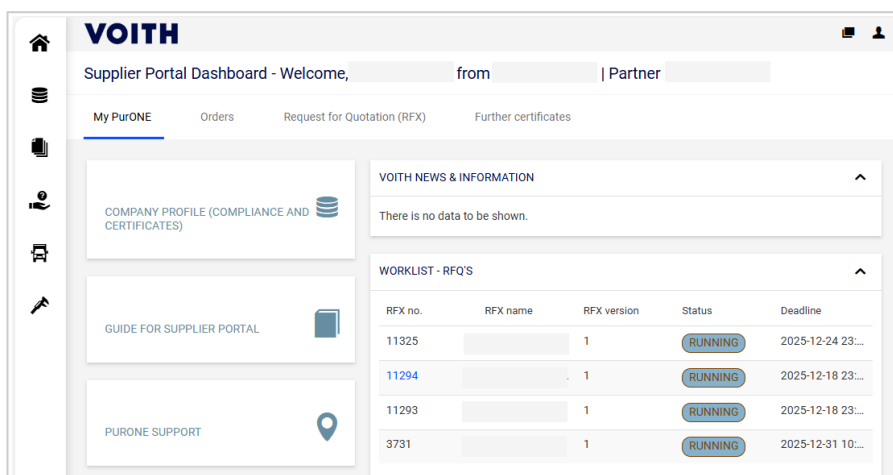 VOITH
Supplier Portal Dashboard - Welcome, from | Partner
My PurONE Orders Request for Quotation (RFX) Further certificates
COMPANY PROFILE (COMPLIANCE AND
CERTIFICATES)
GUIDE FOR SUPPLIER PORTAL
PURONE SUPPORT
VOITH NEWS & INFORMATION
There is no data to be shown.
WORKLIST - RFQ'S
RFX no. RFX name RFX version Status Deadline
11325 1 RUNNING 2025-12-24 23:...
11294 . 1 RUNNING 2025-12-18 23:...
11293 1 RUNNING 2025-12-18 23:...
3731 1 RUNNING 2025-12-31 10:...